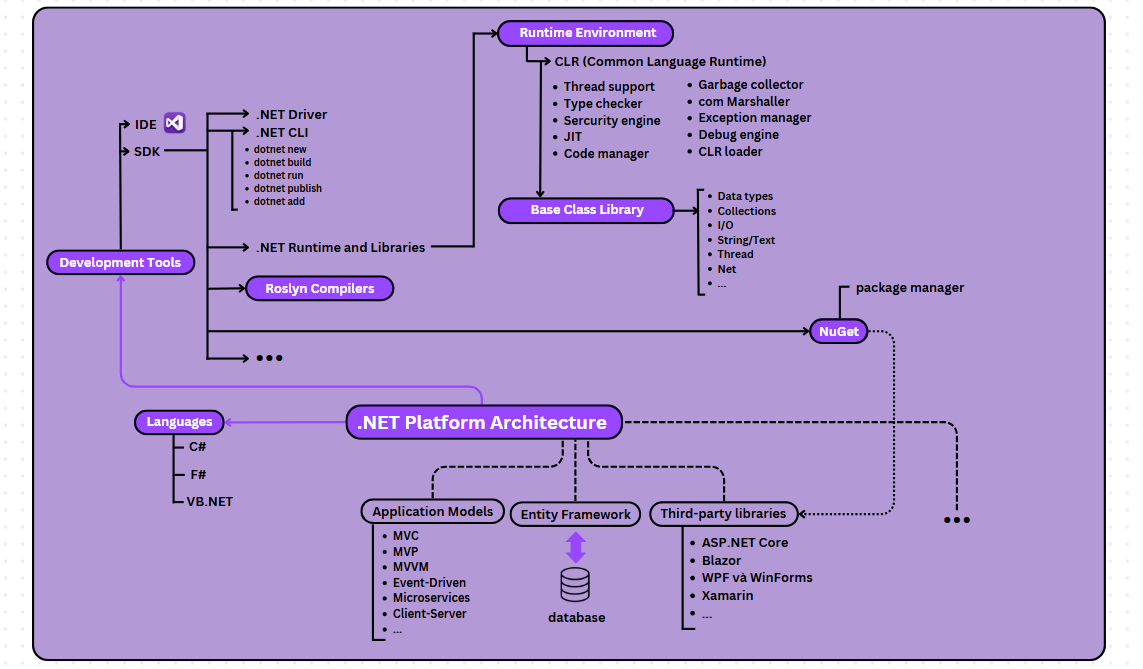 Runtime Environment
CLR (Common Language Runtime)
Thread support
Type checker
Sercurity engine
JIT
Code manager
Garbage collector
com Marshaller
Exception manager
Debug engine
CLR loader
IDE
SDK
.NET Driver
.NET CLI
dotnet new
dotnet build
dotnet run
dotnet publish
dotnet add
Base Class Library
Data types
Collections
I/O
String/Text
Thread
Net
...
.NET Runtime and Libraries
Development Tools
Roslyn Compilers
package manager
NuGet
•••
.NET Platform Architecture
Languages
C#
F#
VB.NET
Application Models
MVC
MVP
MVVM
Event-Driven
Microservices
Client-Server
...
Entity Framework
database
Third-party libraries
ASP.NET Core
Blazor
WPF và WinForms
Xamarin
...
•••